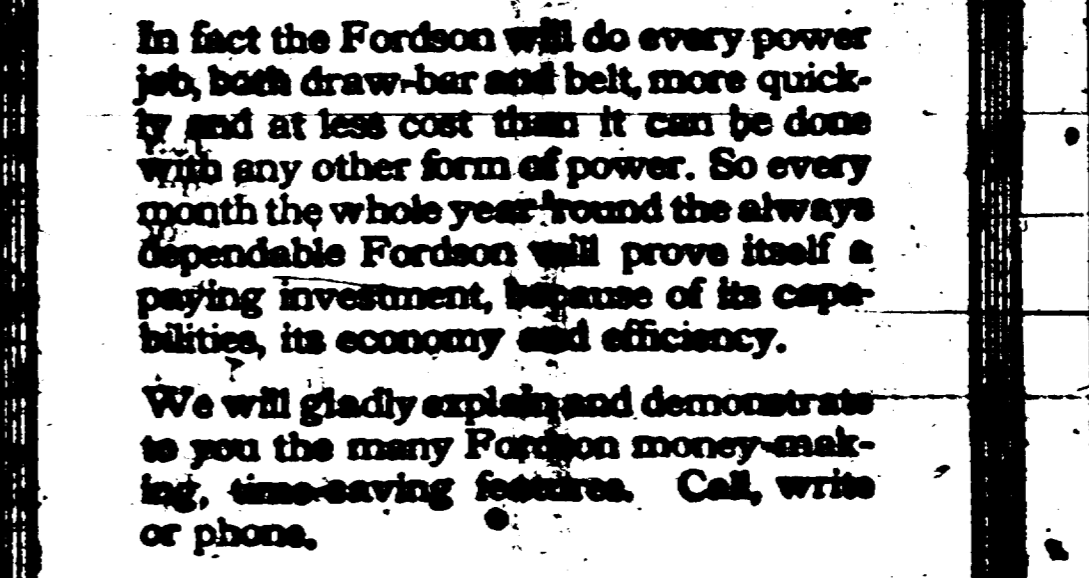 In fact the Fordson will do every power
job, both draw-bar and belt, more quick-
ly and at less cost than it can be done
with any other form of power. So every
month the whole year 'round the always
dependable Fordson will prove itself a
paying investment, because of its capa-
bilities, its economy and efficiency.
We will gladly explain and demonstrate
to you the many Fordson money-mak-
ing, time-saving features. Call, write
or phone.